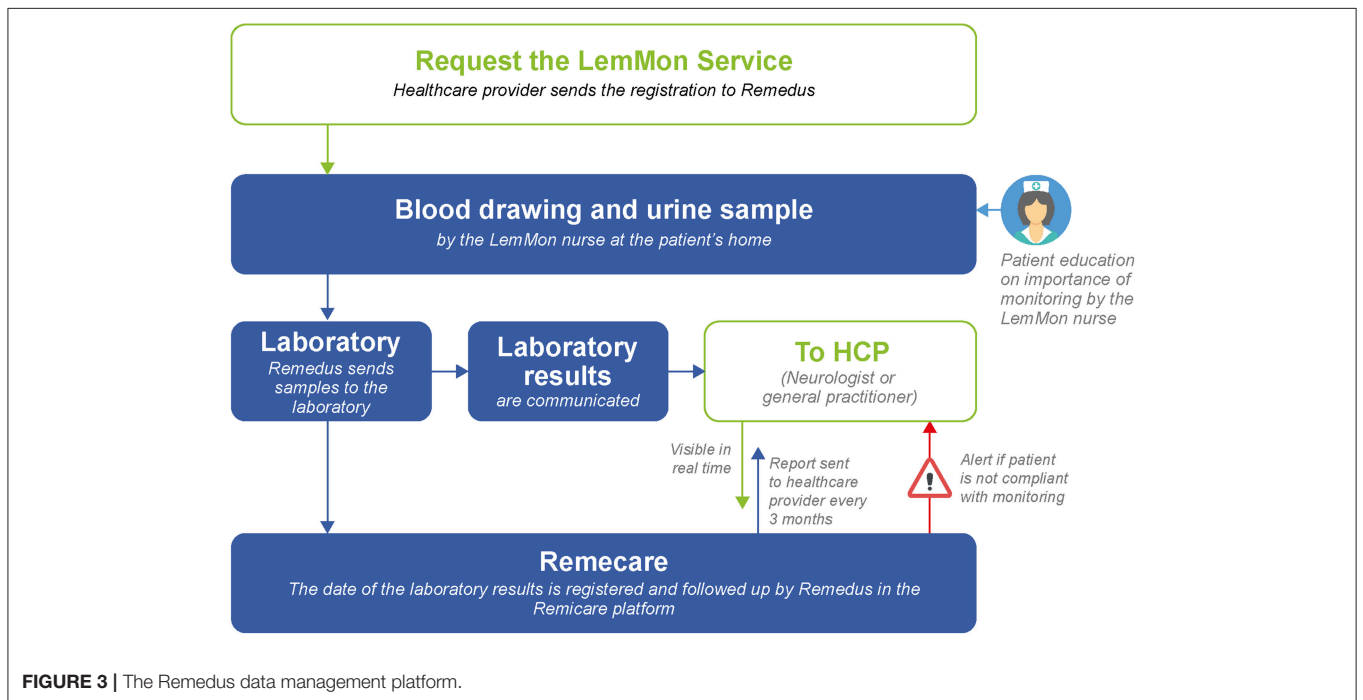 Request the LemMon Service
Healthcare provider sends the registration to Remedus
Blood drawing and urine sample
by the LemMon nurse at the patient's home
Patient education
on importance of
monitoring by the
LemMon nurse
Laboratory
Remedus sends
samples to the
laboratory
Laboratory
results
are communicated
To HCP
(Neurologist or
general practitioner)
Visible in
real time
Report sent
to healthcare
provider every
3 months
!
Alert if patient
is not compliant
with monitoring
Remecare
The date of the laboratory results is registered and followed up by Remedus in the
Remicare platform
FIGURE 3 | The Remedus data management platform.